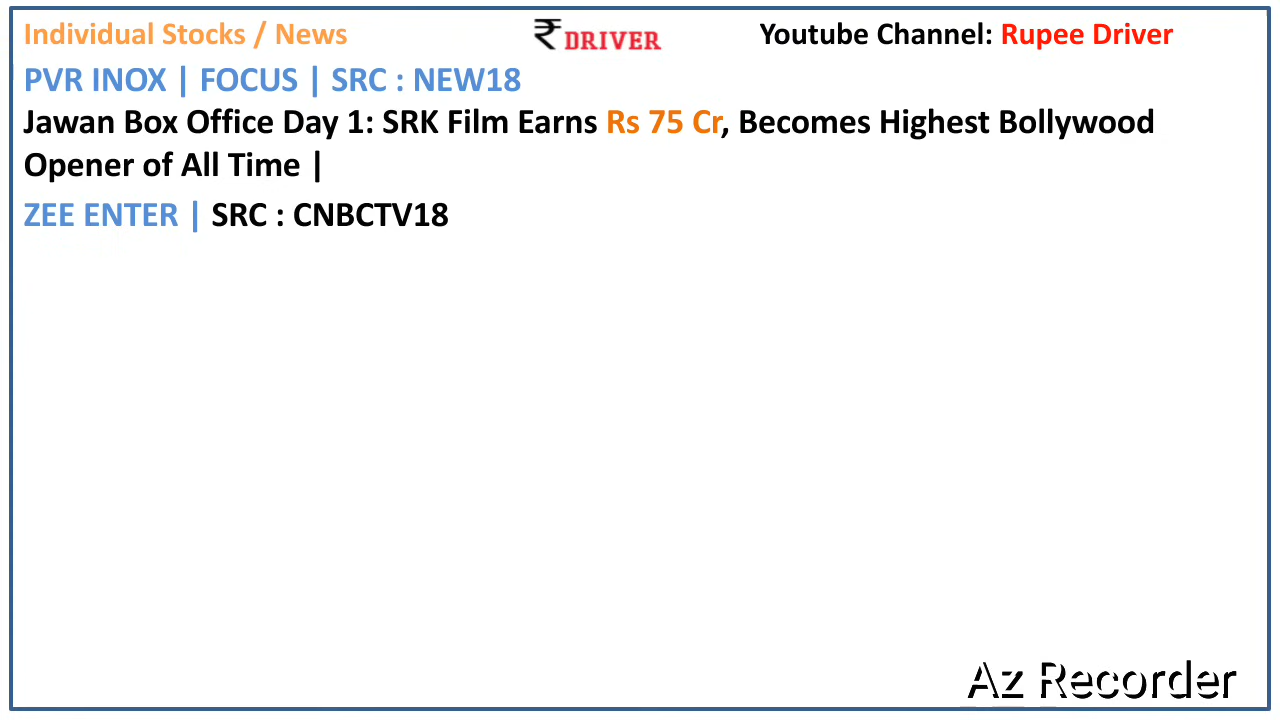 Individual Stocks / News
₹ DRIVER
Youtube Channel: Rupee Driver
PVR INOX | FOCUS | SRC : NEW18
Jawan Box Office Day 1: SRK Film Earns Rs 75 Cr, Becomes Highest Bollywood
Opener of All Time |
ZEE ENTER | SRC : CNBCTV18
Az Recorder